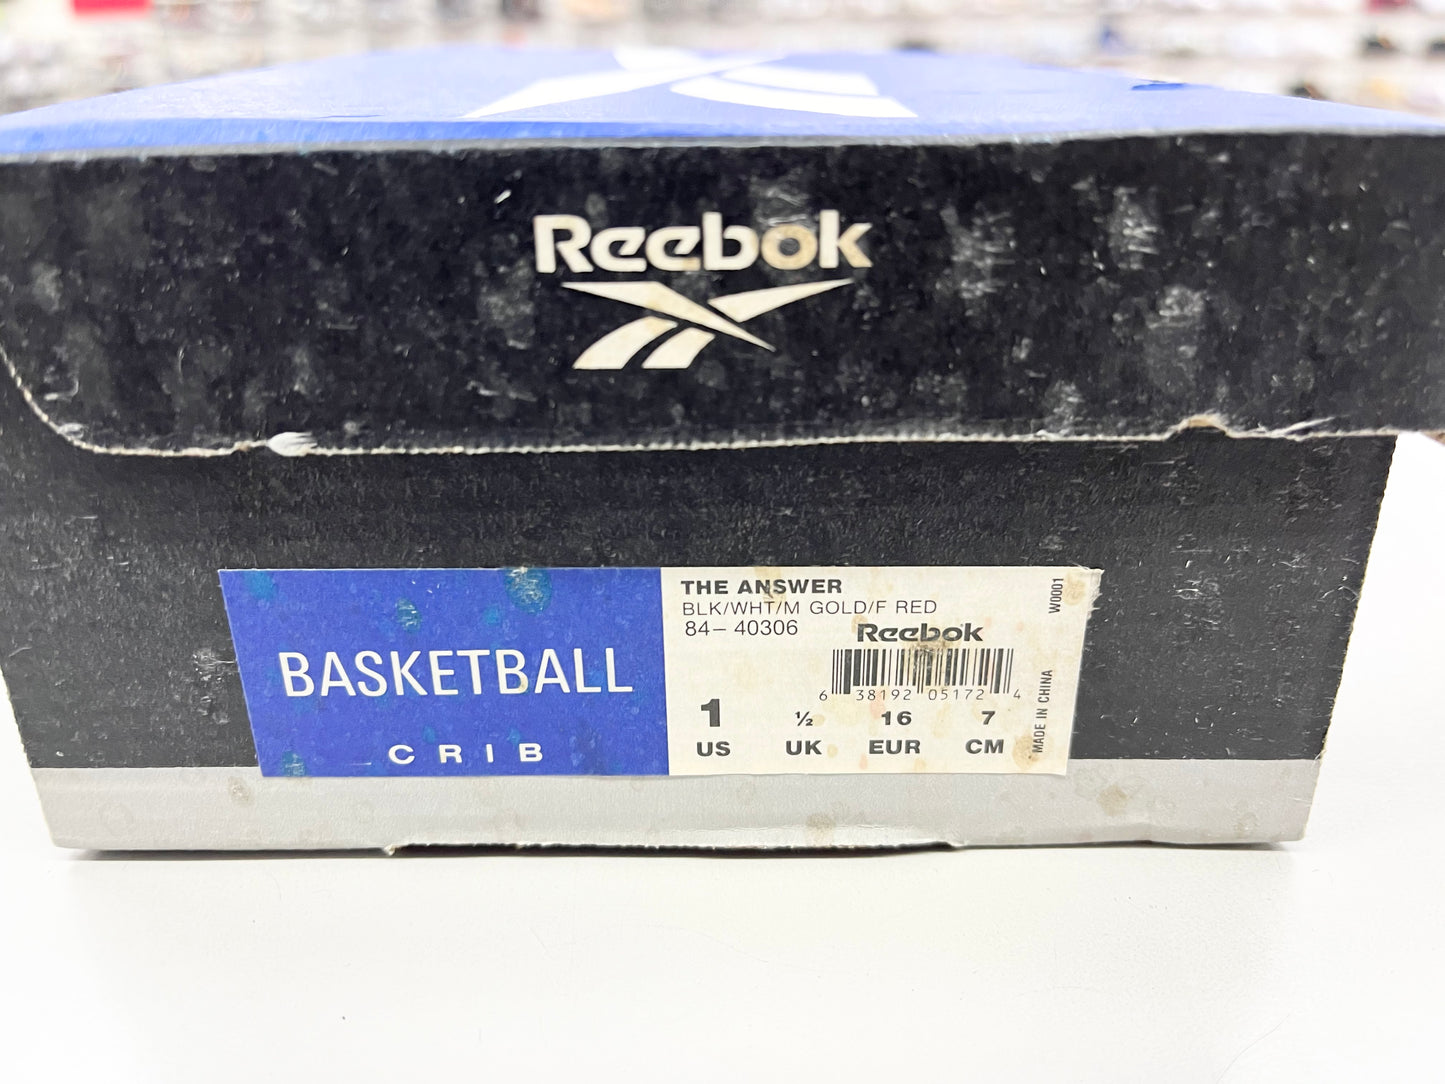 Reebok
BASKETBALL
CRIB
THE ANSWER
BLK/WHT/M GOLD/F RED
84-40306
Reebok
6 38192 05172 4
1 ½ 16 7
US UK EUR CM
W0001
MADE IN CHINA